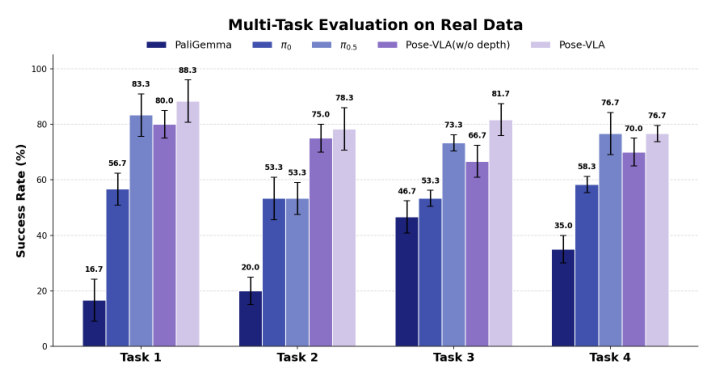 Multi-Task Evaluation on Real Data
PaliGemma π₀ π₀.₅ Pose-VLA(w/o depth) Pose-VLA
Success Rate (%)
100
80
60
40
20
0
16.7 56.7 83.3 80.0 88.3
20.0 53.3 53.3 75.0 78.3
46.7 53.3 73.3 66.7 81.7
35.0 58.3 76.7 70.0 76.7
Task 1 Task 2 Task 3 Task 4